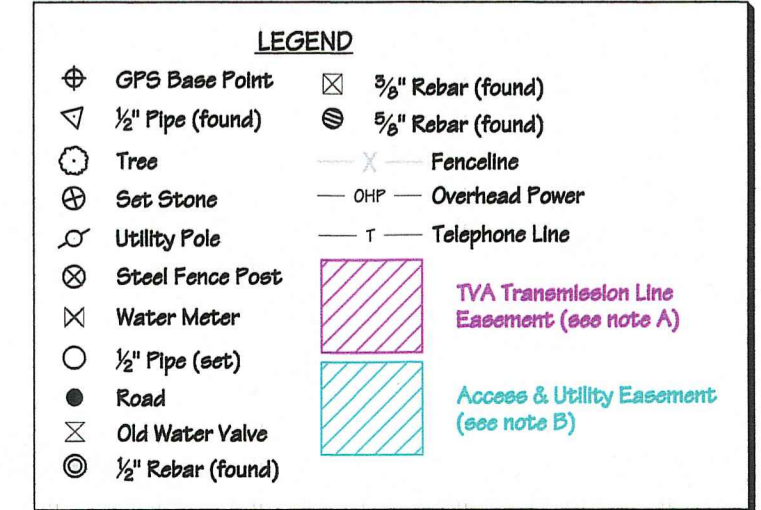 LEGEND
GPS Base Point
½" Pipe (found)
Tree
Set Stone
Utility Pole
Steel Fence Post
Water Meter
½" Pipe (set)
Road
Old Water Valve
½" Rebar (found)
⅜" Rebar (found)
⅝" Rebar (found)
X Fenceline
OHP Overhead Power
T Telephone Line
TVA Transmission Line
Easement (see note A)
Access & Utility Easement
(see note B)